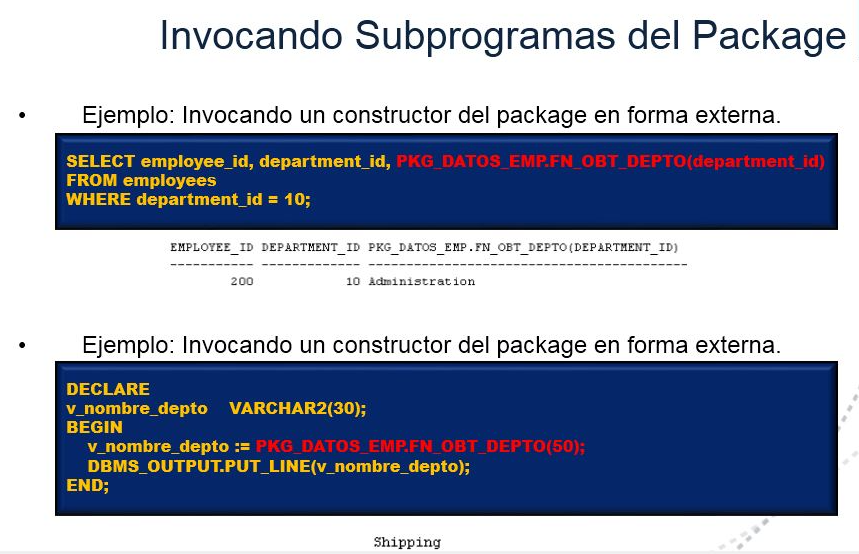 Invocando Subprogramas del Package
• Ejemplo: Invocando un constructor del package en forma externa.
SELECT employee_id, department_id, PKG_DATOS_EMP.FN_OBT_DEPTO(department_id)
FROM employees
WHERE department_id = 10;
EMPLOYEE_ID DEPARTMENT_ID PKG_DATOS_EMP.FN_OBT_DEPTO(DEPARTMENT_ID)
----------- ------------- -----------------------------------------
200 10 Administration
• Ejemplo: Invocando un constructor del package en forma externa.
DECLARE
v_nombre_depto VARCHAR2(30);
BEGIN
v_nombre_depto := PKG_DATOS_EMP.FN_OBT_DEPTO(50);
DBMS_OUTPUT.PUT_LINE(v_nombre_depto);
END;
Shipping